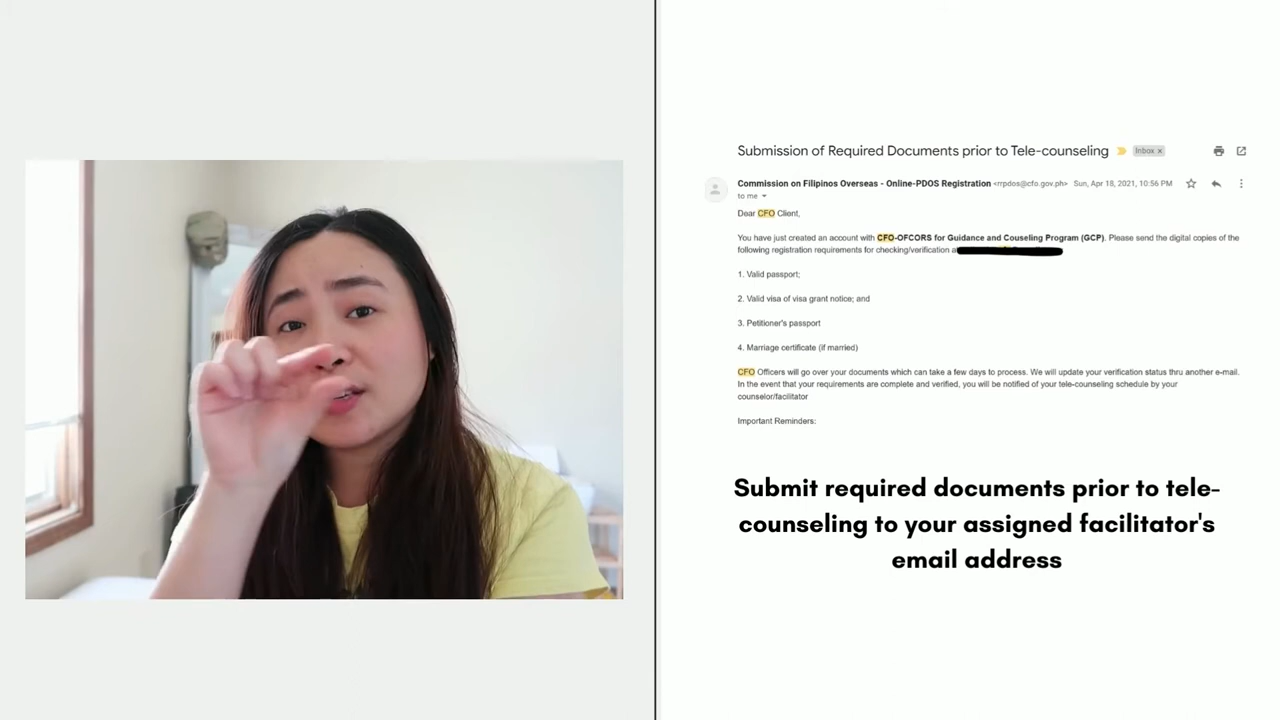 Submission of Required Documents prior to Tele-counseling
Inbox ×
Commission on Filipinos Overseas - Online-PDOS Registration <rrpdos@cfo.gov.ph>
Sun, Apr 18, 2021, 10:56 PM
to me
Dear CFO Client,
You have just created an account with CFO-OFCORS for Guidance and Couseling Program (GCP). Please send the digital copies of the
following registration requirements for checking/verification
1. Valid passport;
2. Valid visa of visa grant notice; and
3. Petitioner's passport
4. Marriage certificate (if married)
CFO Officers will go over your documents which can take a few days to process. We will update your verification status thru another e-mail.
In the event that your requirements are complete and verified, you will be notified of your tele-counseling schedule by your
counselor/facilitator
Important Reminders:
Submit required documents prior to tele-
counseling to your assigned facilitator's
email address